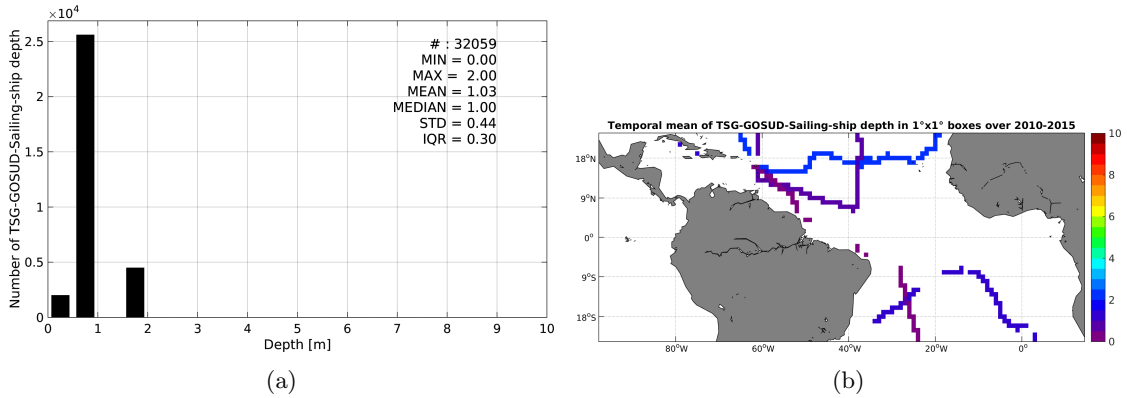 ×10⁴
Number of TSG-GOSUD-Sailing-ship depth
2.5
2
1.5
1
0.5
0
# : 32059
MIN = 0.00
MAX = 2.00
MEAN = 1.03
MEDIAN = 1.00
STD = 0.44
IQR = 0.30
0 1 2 3 4 5 6 7 8 9 10
Depth [m]
(a)
Temporal mean of TSG-GOSUD-Sailing-ship depth in 1°x1° boxes over 2010-2015
18°N
9°N
0°
9°S
18°S
80°W 60°W 40°W 20°W 0°
10
8
6
4
2
0
(b)